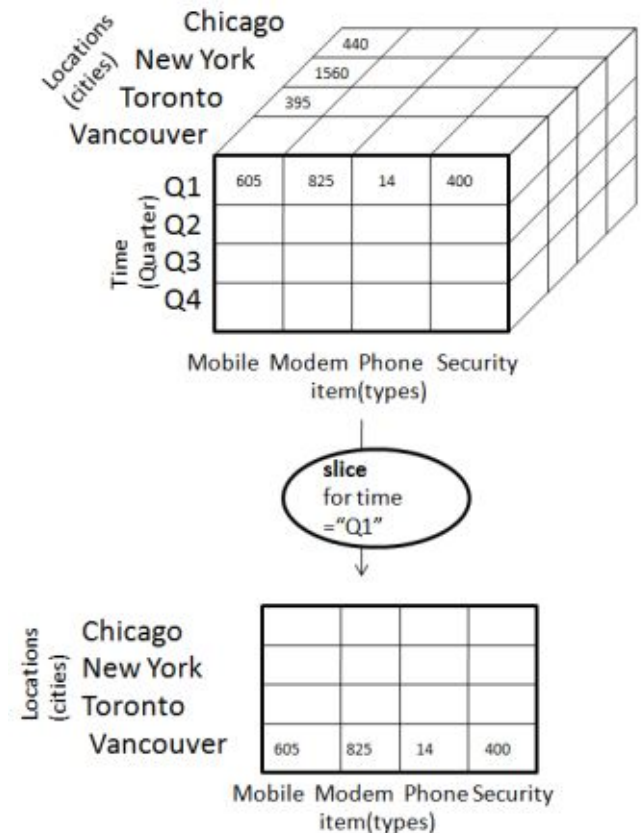 Locations
(cities)
Chicago
New York
Toronto
Vancouver
440
1560
395
Time
(Quarter)
Q1 605 825 14 400
Q2
Q3
Q4
Mobile Modem Phone Security
item(types)
slice
for time
="Q1"
Locations
(cities)
Chicago
New York
Toronto
Vancouver 605 825 14 400
Mobile Modem Phone Security
item(types)